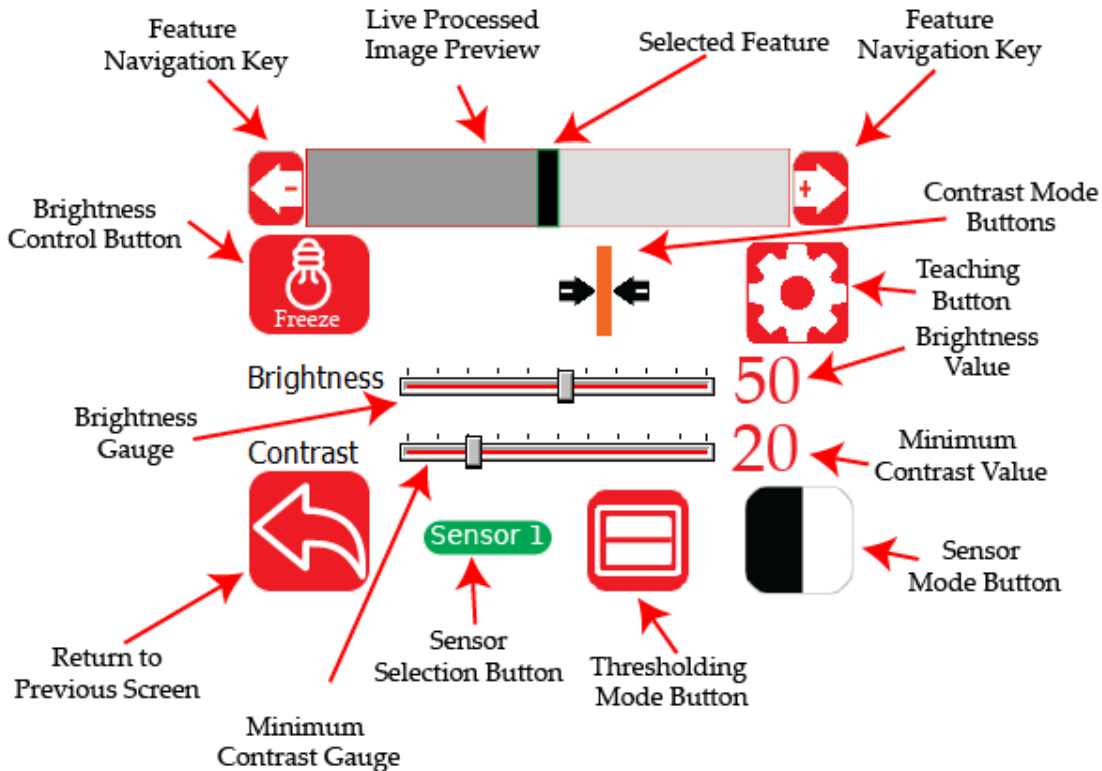 Feature
Navigation Key
Live Processed
Image Preview
Selected Feature
Feature
Navigation Key
-
+
Brightness
Control Button
Freeze
Contrast Mode
Buttons
Teaching
Button
Brightness
50
Brightness
Value
Brightness
Gauge
Contrast
20
Minimum
Contrast Value
Sensor 1
Sensor
Mode Button
Return to
Previous Screen
Sensor
Selection Button
Thresholding
Mode Button
Minimum
Contrast Gauge